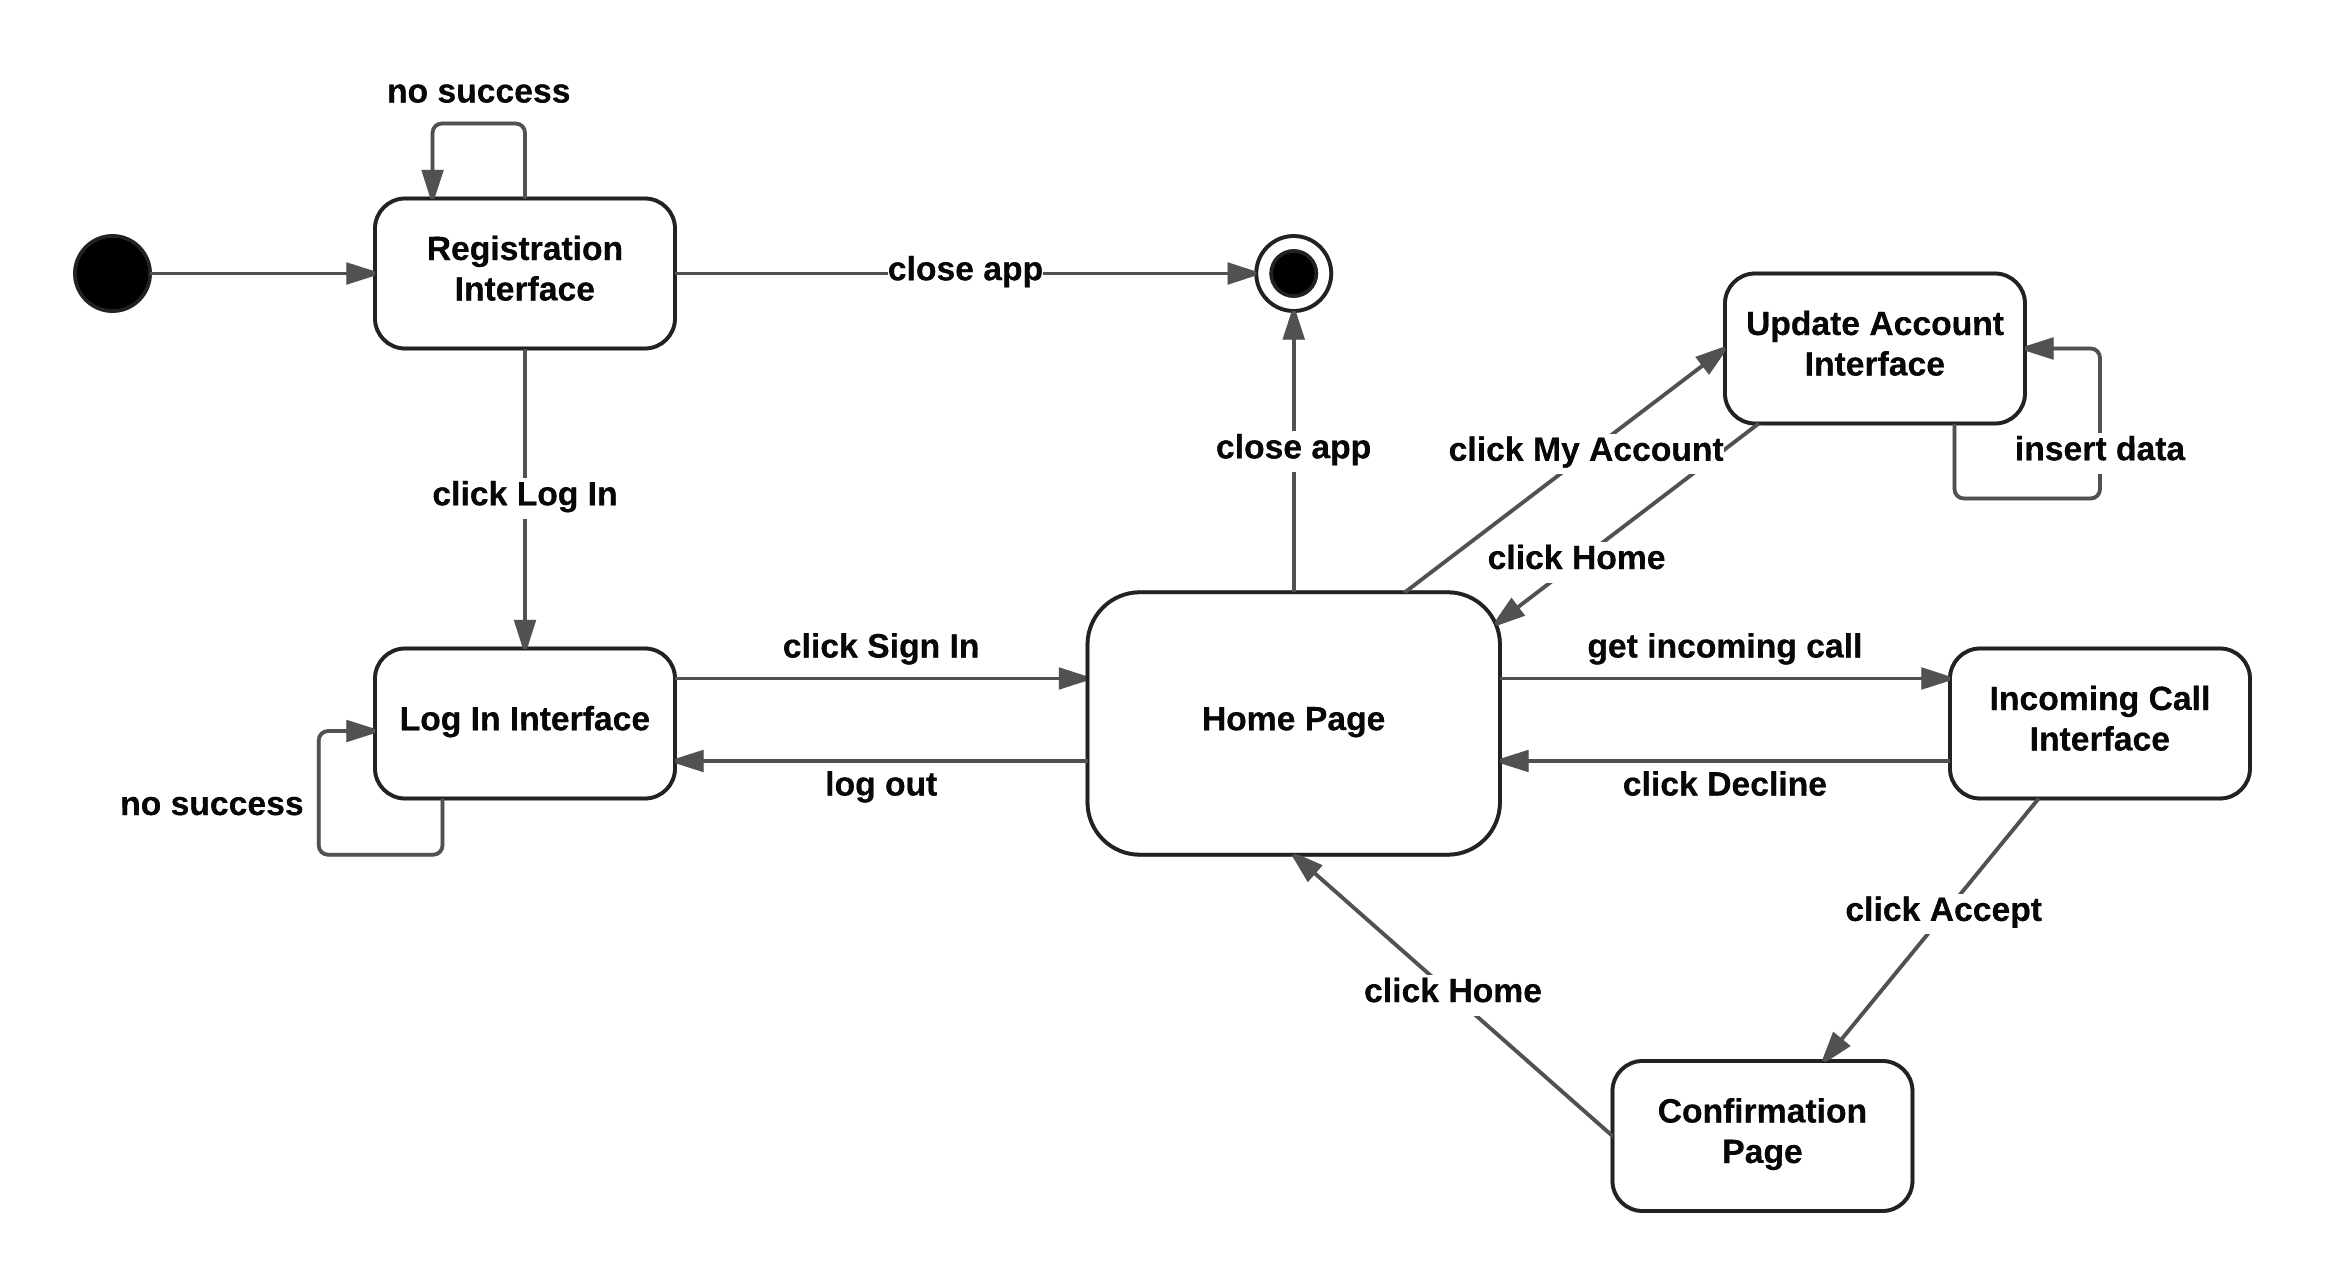 no success
Registration
Interface
close app
Update Account
Interface
close app
click My Account
insert data
click Log In
click Home
click Sign In
get incoming call
Log In Interface
Home Page
Incoming Call
Interface
no success
log out
click Decline
click Accept
click Home
Confirmation
Page